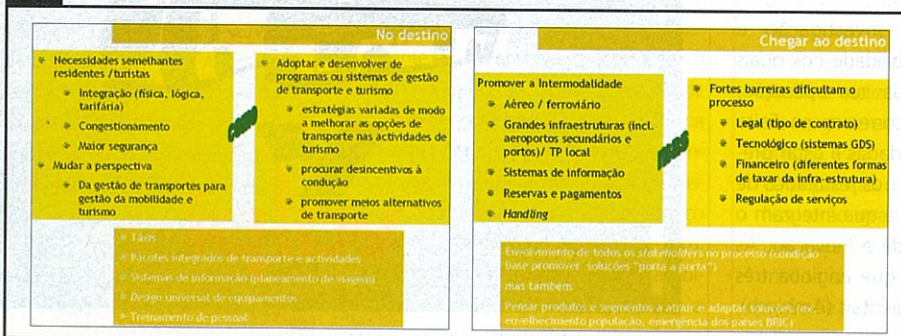 No destino
Necessidades semelhantes
residentes /turistas
Integração (física, lógica,
tarifária)
Congestionamento
Maior segurança
Mudar a perspectiva
Da gestão de transportes para
gestão da mobilidade e
turismo
como
Adoptar e desenvolver de
programas ou sistemas de gestão
de transporte e turismo
estratégias variadas de modo
a melhorar as opções de
transporte nas actividades de
turismo
procurar desincentivos à
condução
promover meios alternativos
de transporte
Táxis
Pacotes integrados de transporte e actividades
Sistemas de informação (planeamento de viagem)
Design universal de equipamentos
Treinamento de pessoal
Chegar ao destino
Promover a Intermodalidade
Aéreo / ferroviário
Grandes infraestruturas (incl.
aeroportos secundários e
portos)/ TP local
Sistemas de informação
Reservas e pagamentos
Handling
mas
Fortes barreiras dificultam o
processo
Legal (tipo de contrato)
Tecnológico (sistemas GDS)
Financeiro (diferentes formas
de taxar da infra-estrutura)
Regulação de serviços
Envolvimento de todos os stakeholders no processo (condição
base promover soluções "porta a porta")
mas também
Pensar produtos e segmentos a atrair e adaptar soluções (ex.
envelhecimento população, emergência dos países BRIC)